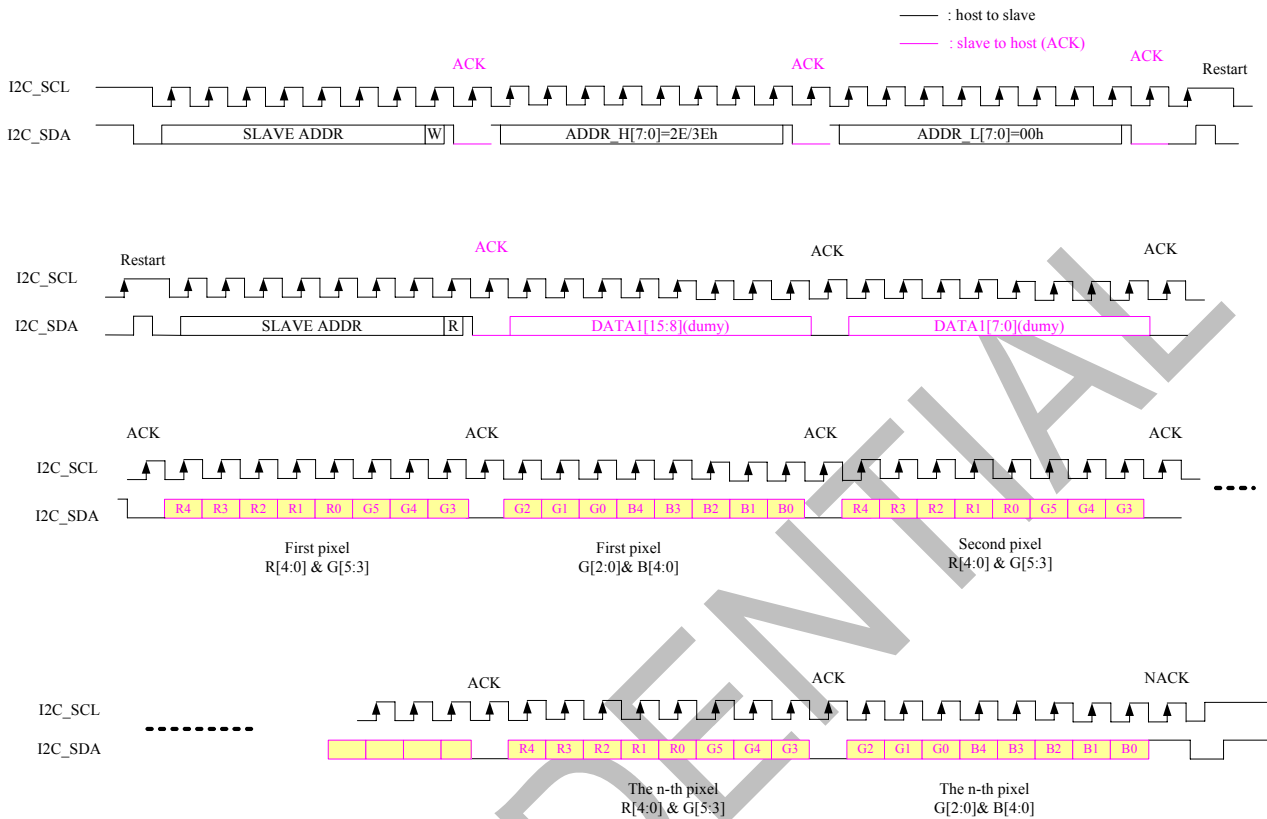 : host to slave
: slave to host (ACK)
ACK ACK ACK Restart
I2C_SCL
I2C_SDA SLAVE ADDR W ADDR_H[7:0]=2E/3Eh ADDR_L[7:0]=00h
Restart ACK ACK ACK
I2C_SCL
I2C_SDA SLAVE ADDR R DATA1[15:8](dumy) DATA1[7:0](dumy)
ACK ACK ACK ACK
I2C_SCL
I2C_SDA R4 R3 R2 R1 R0 G5 G4 G3 G2 G1 G0 B4 B3 B2 B1 B0 R4 R3 R2 R1 R0 G5 G4 G3
First pixel First pixel Second pixel
R[4:0] & G[5:3] G[2:0]& B[4:0] R[4:0] & G[5:3]
ACK ACK NACK
I2C_SCL
I2C_SDA R4 R3 R2 R1 R0 G5 G4 G3 G2 G1 G0 B4 B3 B2 B1 B0
The n-th pixel The n-th pixel
R[4:0] & G[5:3] G[2:0]& B[4:0]
DENTIAL